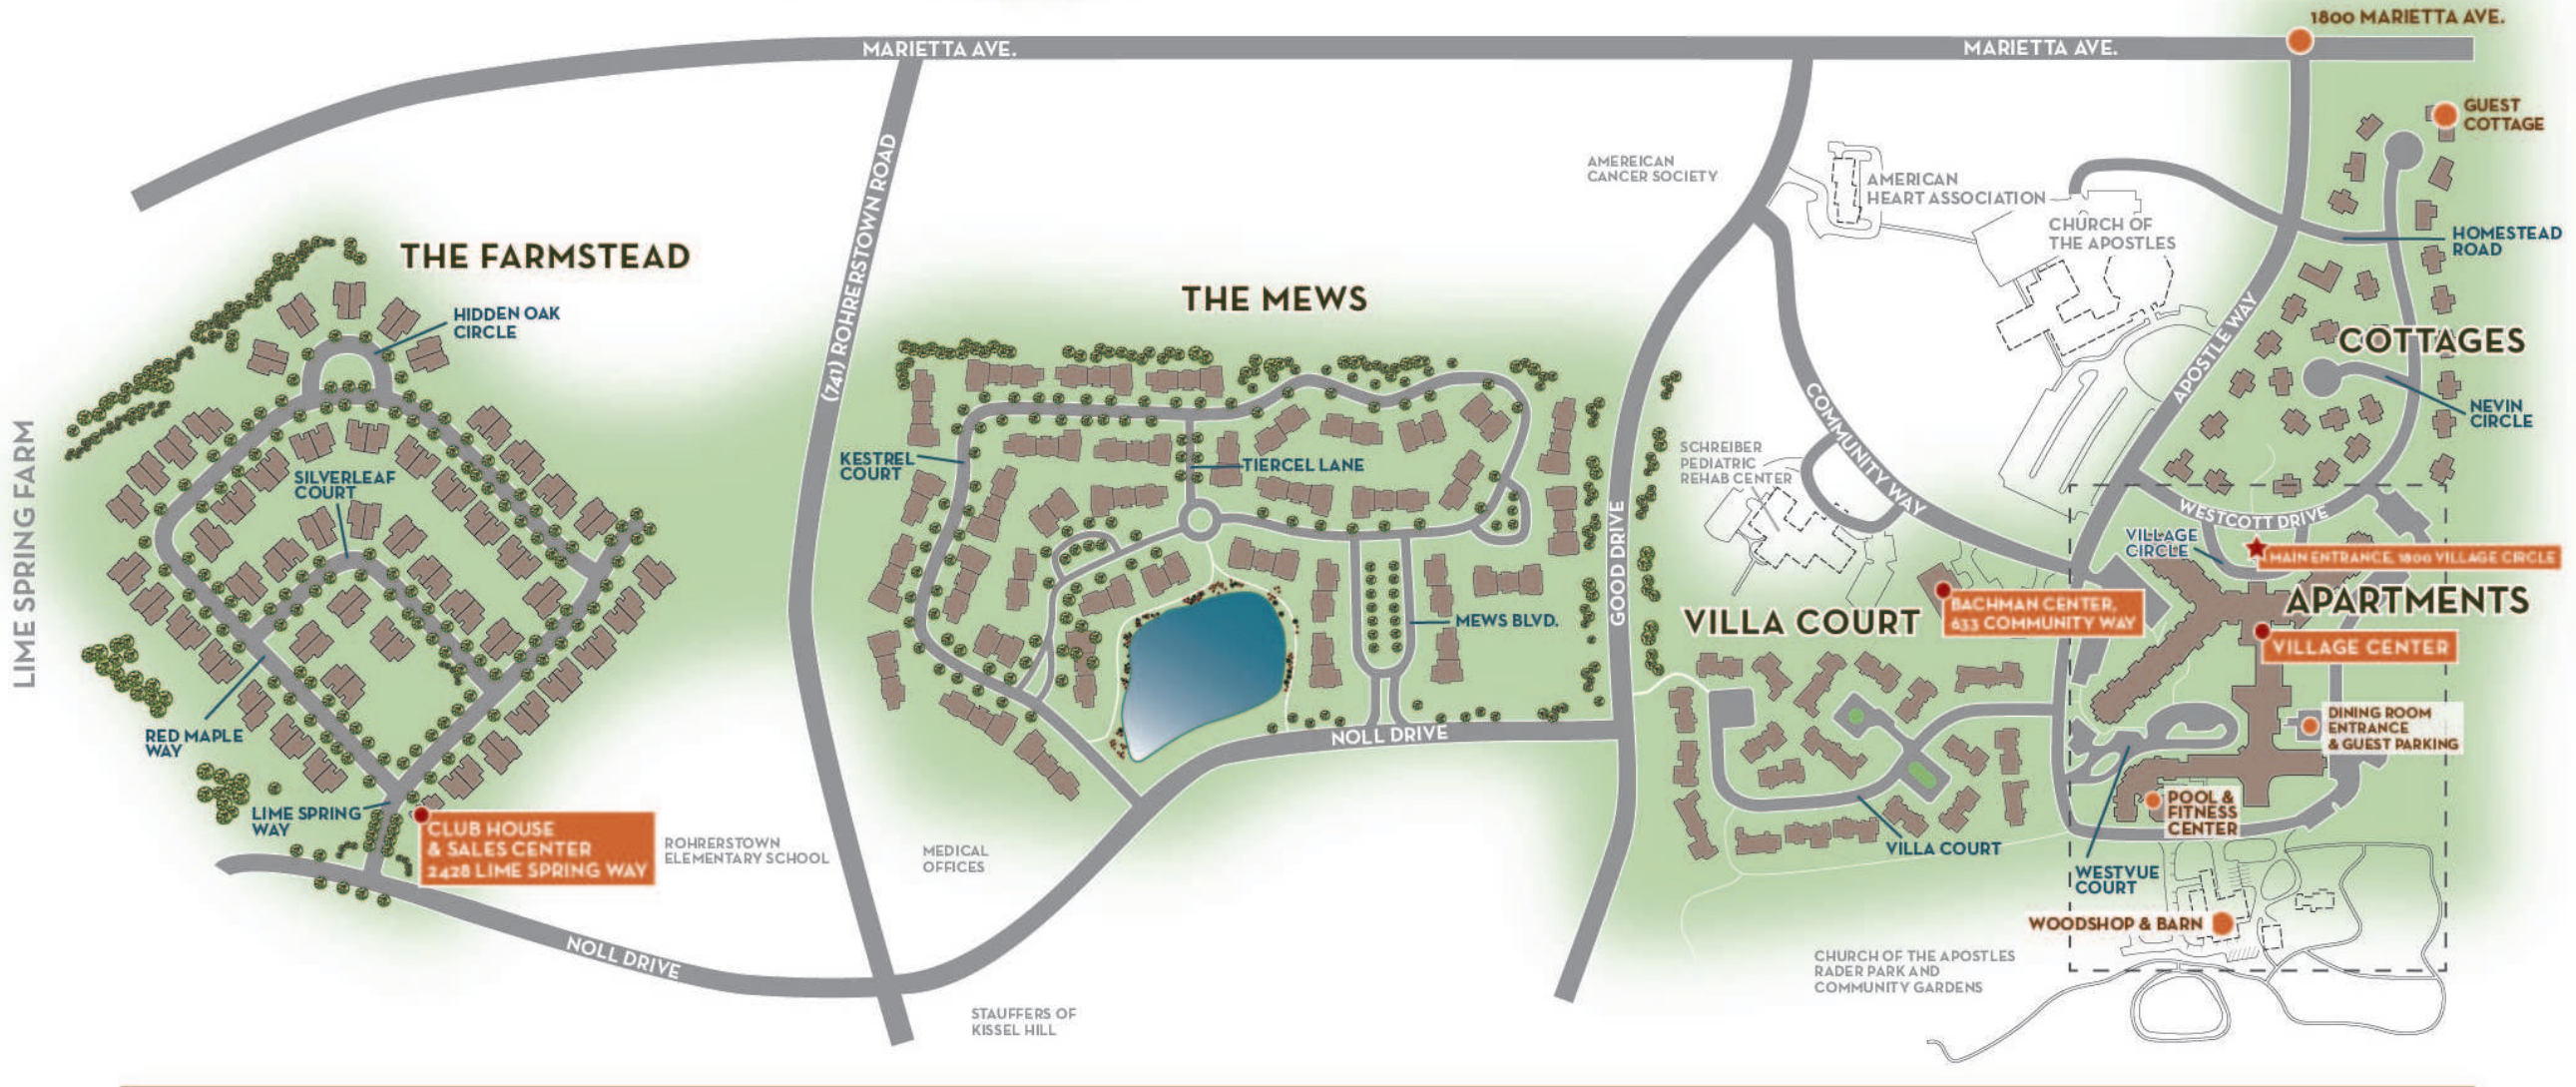 1800 MARIETTA AVE.
MARIETTA AVE.
MARIETTA AVE.
GUEST
COTTAGE
(741) ROHRERSTOWN ROAD
AMEREICAN
CANCER SOCIETY
AMERICAN
HEART ASSOCIATION
CHURCH OF
THE APOSTLES
HOMESTEAD
ROAD
THE FARMSTEAD
HIDDEN OAK
CIRCLE
THE MEWS
APOSTLE WAY
COTTAGES
NEVIN
CIRCLE
LIME SPRING FARM
SILVERLEAF
COURT
KESTREL
COURT
TIERCEL LANE
GOOD DRIVE
SCHREIBER
PEDIATRIC
REHAB CENTER
COMMUNITY WAY
WESTCOTT DRIVE
VILLAGE
CIRCLE
MAIN ENTRANCE, 1800 VILLAGE CIRCLE
APARTMENTS
MEWS BLVD.
VILLA COURT
BACHMAN CENTER,
633 COMMUNITY WAY
VILLAGE CENTER
RED MAPLE
WAY
NOLL DRIVE
DINING ROOM
ENTRANCE
& GUEST PARKING
LIME SPRING
WAY
CLUB HOUSE
& SALES CENTER
2428 LIME SPRING WAY
ROHRERSTOWN
ELEMENTARY SCHOOL
MEDICAL
OFFICES
VILLA COURT
POOL &
FITNESS
CENTER
WESTVUE
COURT
WOODSHOP & BARN
NOLL DRIVE
CHURCH OF THE APOSTLES
RADER PARK AND
COMMUNITY GARDENS
STAUFFERS OF
KISSEL HILL